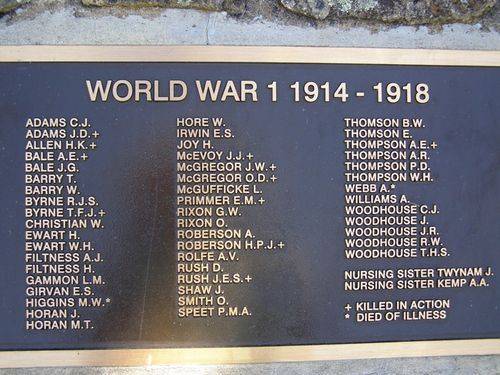 WORLD WAR 1 1914 - 1918
ADAMS C.J.
ADAMS J.D.+
ALLEN H.K.+
BALE A.E.+
BALE J.G.
BARRY T.
BARRY W.
BYRNE R.J.S.
BYRNE T.F.J.+
CHRISTIAN W.
EWART H.
EWART W.H.
FILTNESS A.J.
FILTNESS H.
GAMMON L.M.
GIRVAN E.S.
HIGGINS M.W.*
HORAN J.
HORAN M.T.
HORE W.
IRWIN E.S.
JOY H.
McEVOY J.J.+
McGREGOR J.W.+
McGREGOR O.D.+
McGUFFICKE L.
PRIMMER E.M.+
RIXON G.W.
RIXON O.
ROBERSON A.
ROBERSON H.P.J.+
ROLFE A.V.
RUSH D.
RUSH J.E.S.+
SHAW J.
SMITH O.
SPEET P.M.A.
THOMSON B.W.
THOMSON E.
THOMPSON A.E.+
THOMPSON A.R.
THOMPSON P.D.
THOMPSON W.H.
WEBB A.*
WILLIAMS A.
WOODHOUSE C.J.
WOODHOUSE J.
WOODHOUSE J.R.
WOODHOUSE R.W.
WOODHOUSE T.H.S.
NURSING SISTER TWYNAM J.
NURSING SISTER KEMP A.A.
+ KILLED IN ACTION
* DIED OF ILLNESS